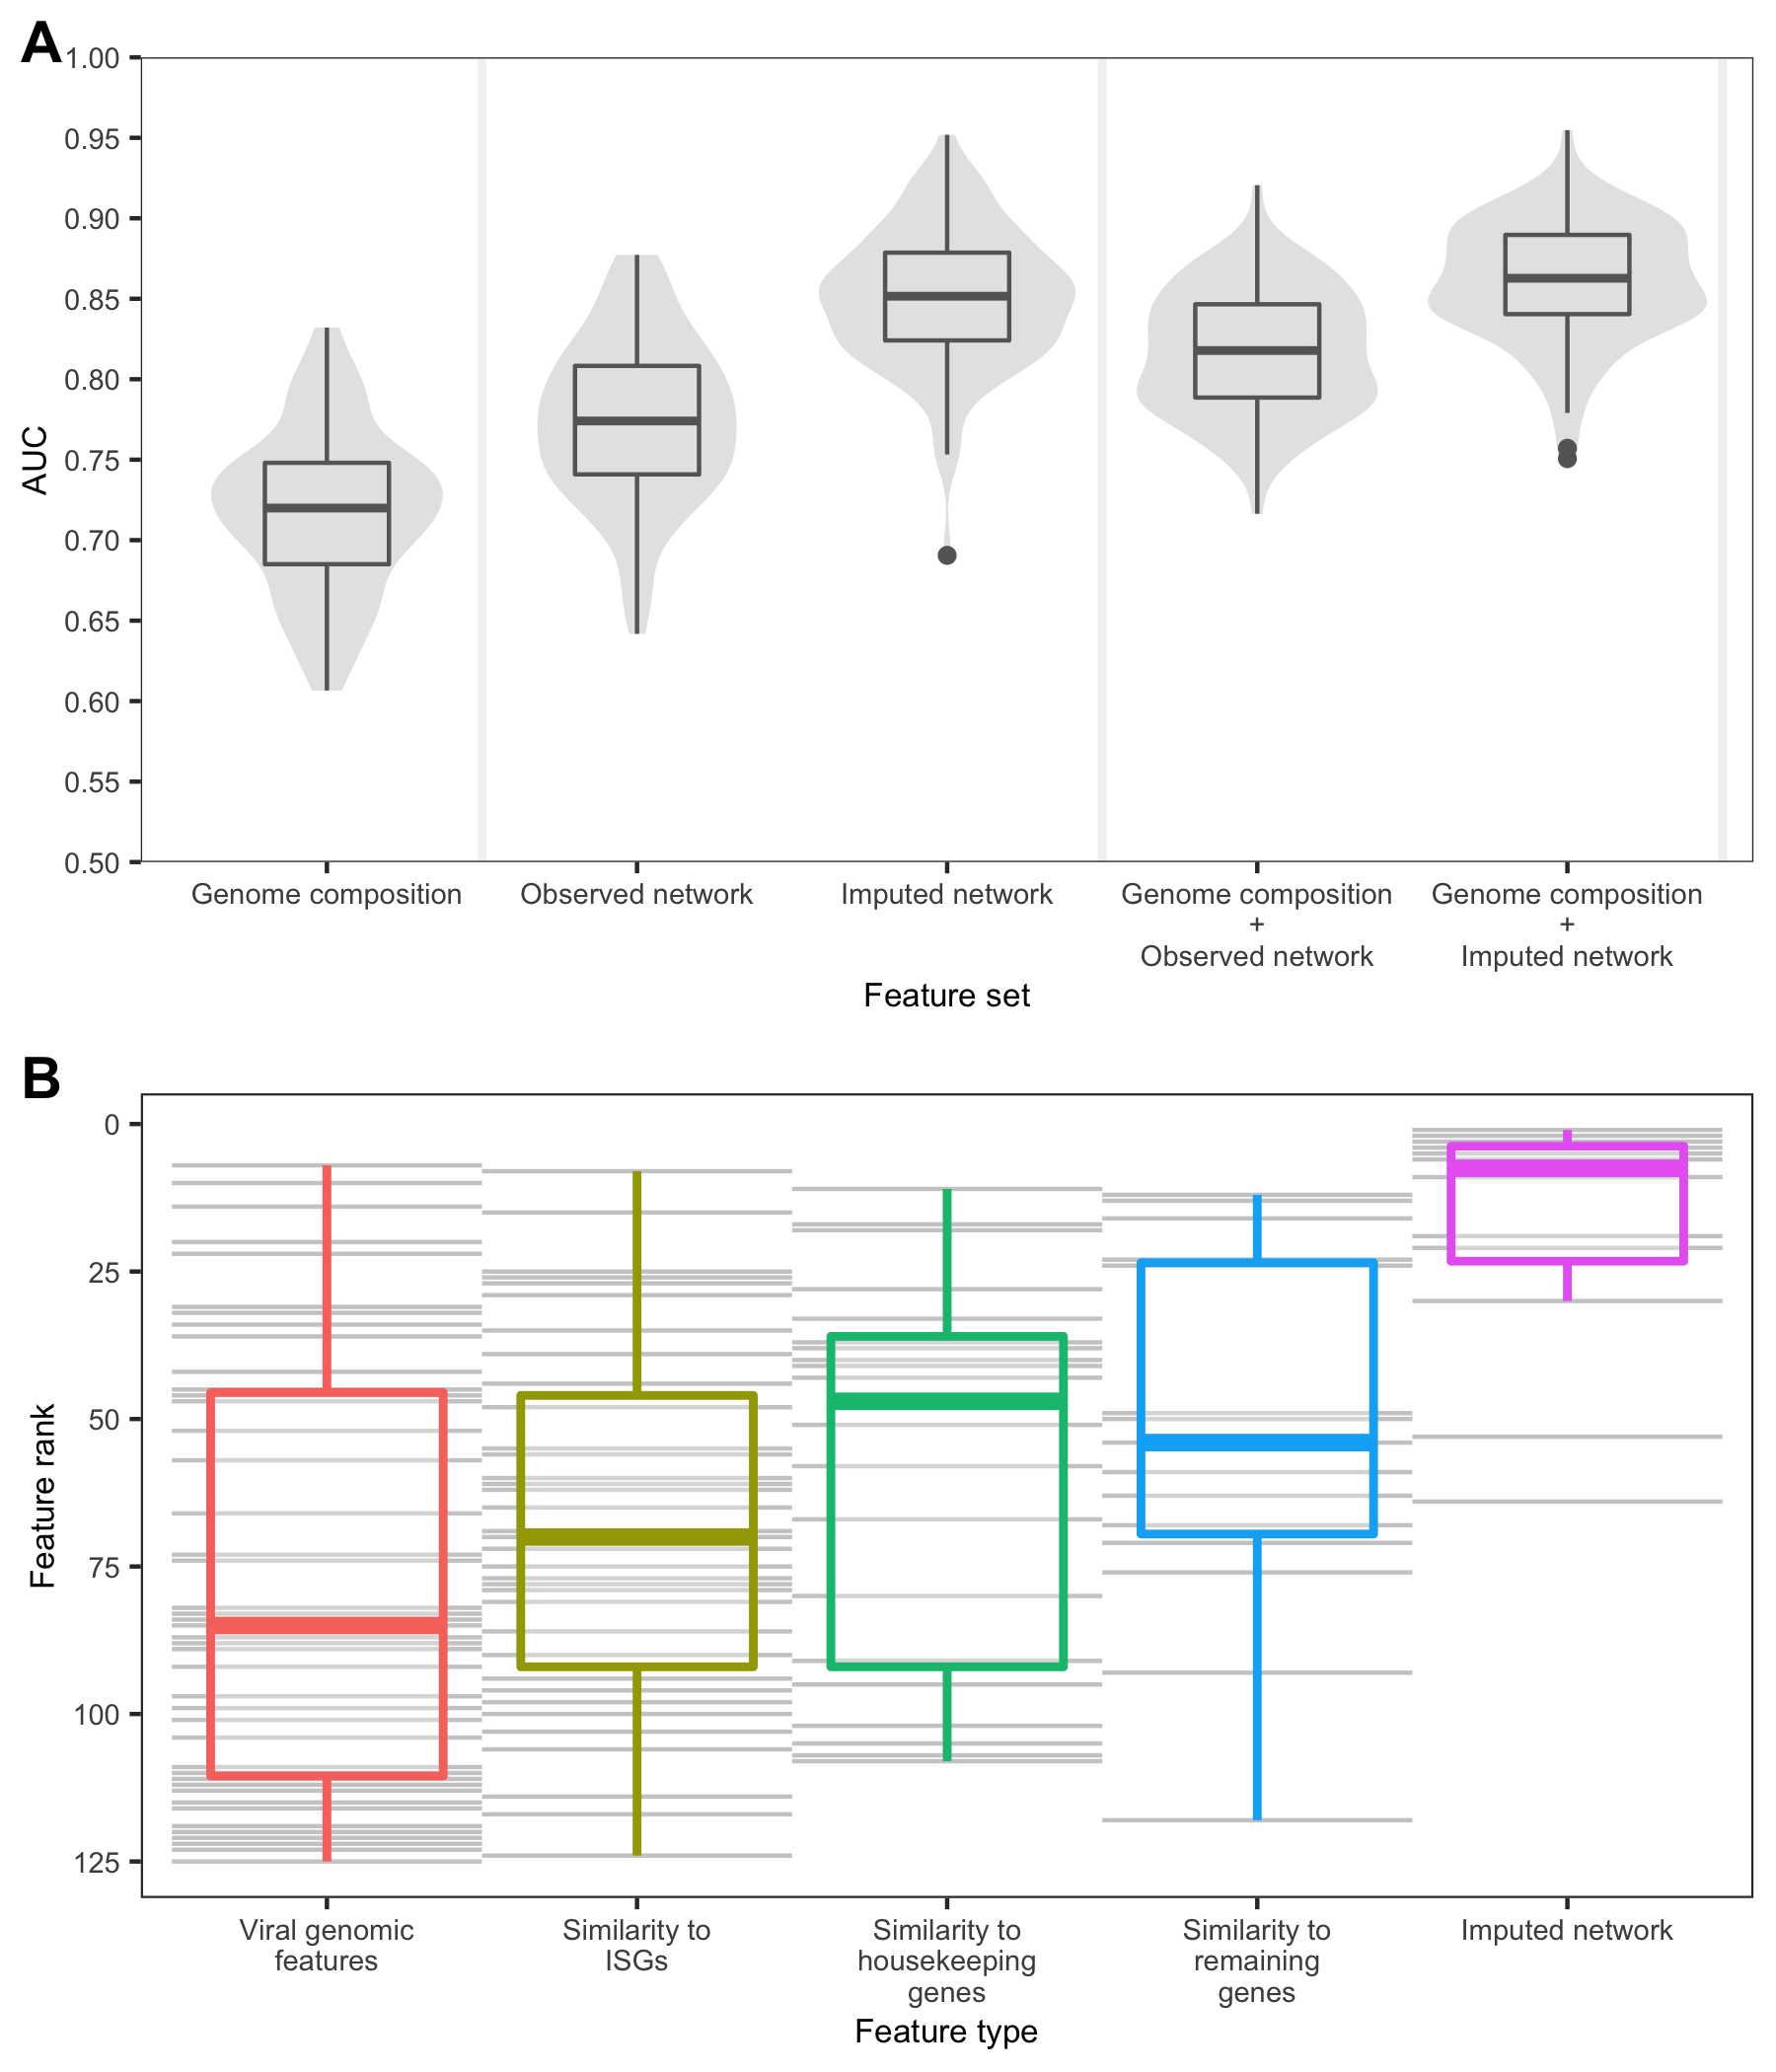 A
1.00
0.95
0.90
0.85
0.80
0.75
0.70
0.65
0.60
0.55
0.50
AUC
Genome composition
Observed network
Imputed network
Genome composition
+
Observed network
Genome composition
+
Imputed network
Feature set
B
0
25
50
75
100
125
Feature rank
Viral genomic
features
Similarity to
ISGs
Similarity to
housekeeping
genes
Similarity to
remaining
genes
Imputed network
Feature type